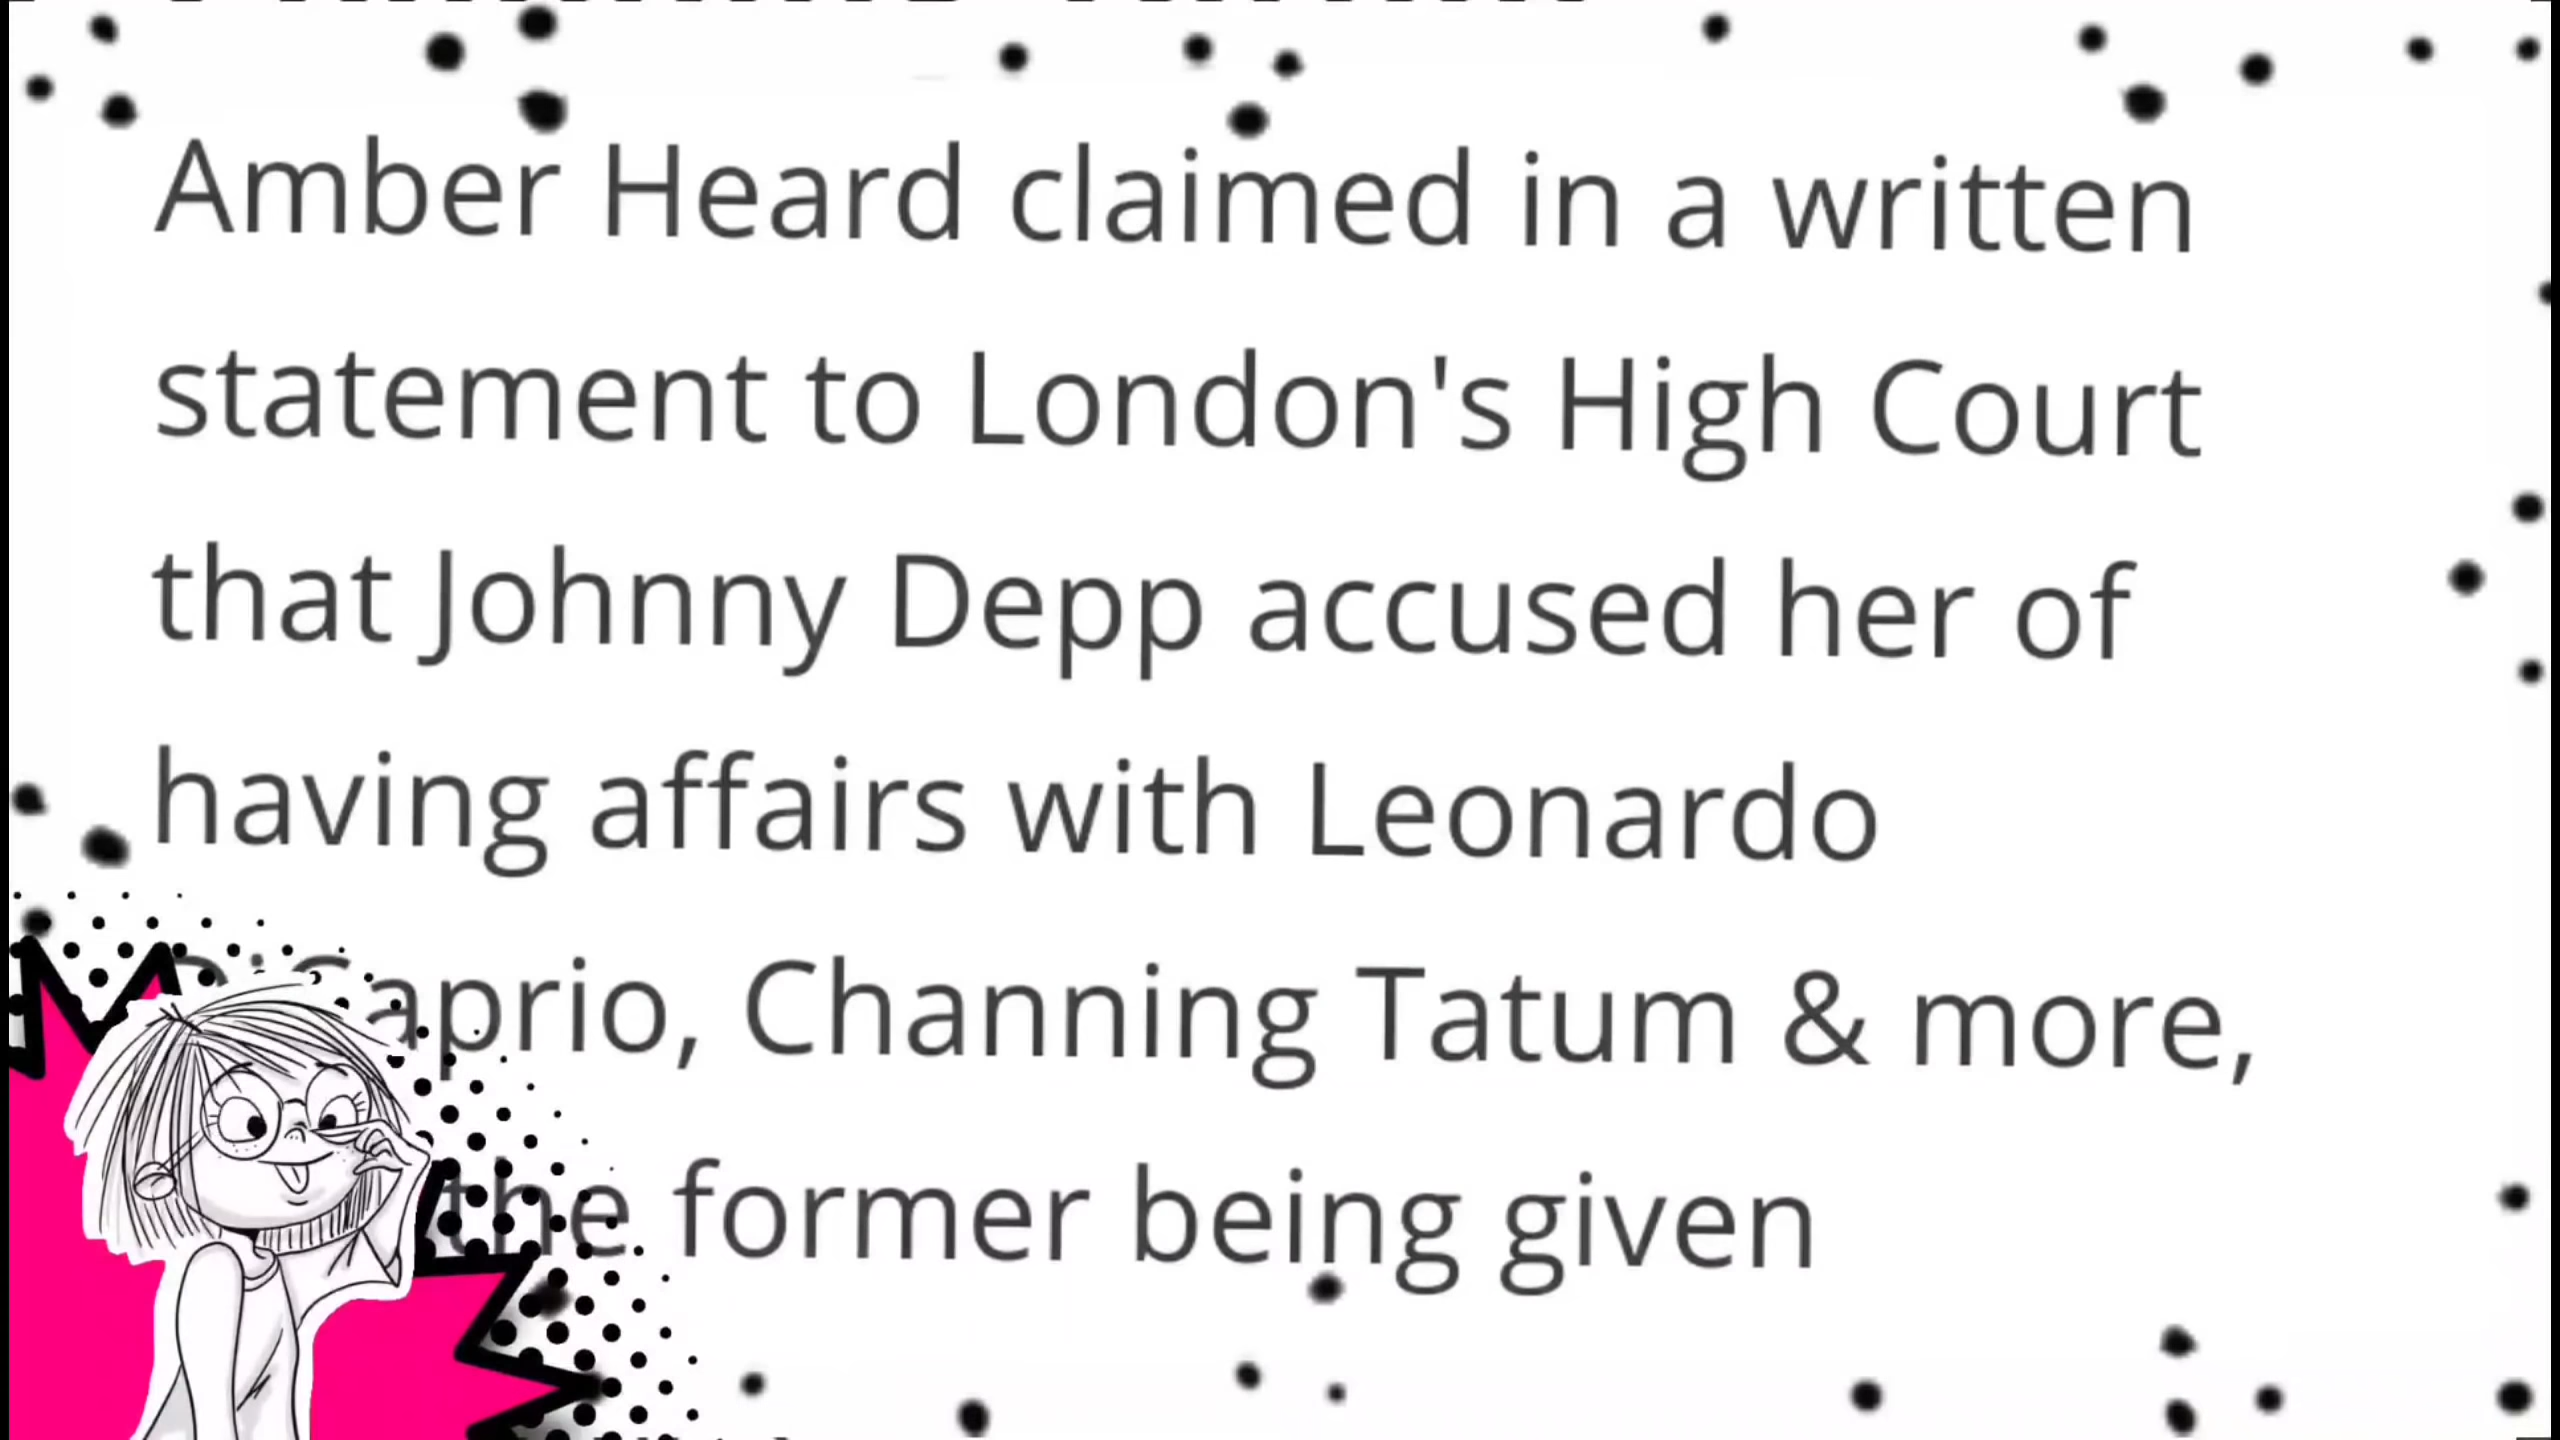 Amber Heard claimed in a written
statement to London's High Court
that Johnny Depp accused her of
having affairs with Leonardo
aprio, Channing Tatum & more,
the former being given